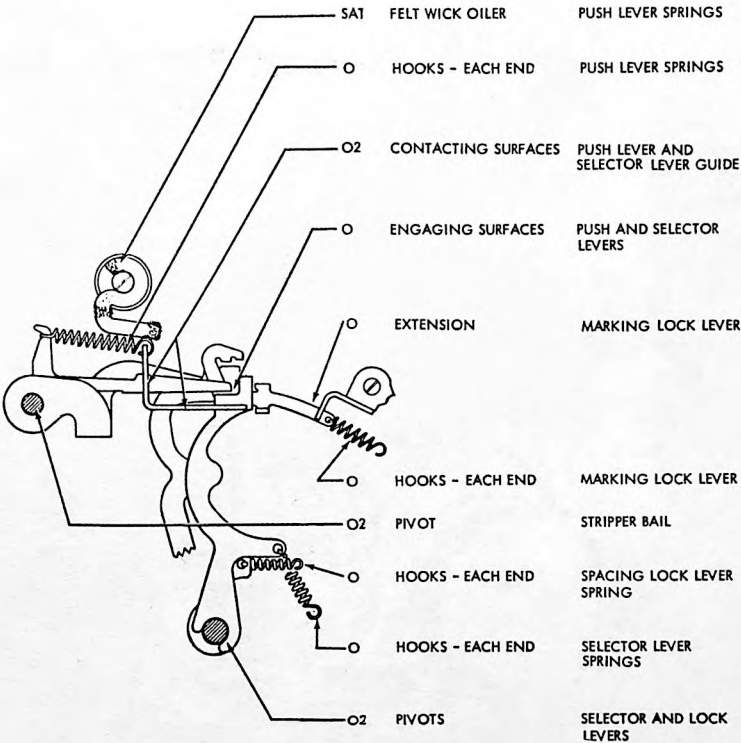 SAT FELT WICK OILER PUSH LEVER SPRINGS
O HOOKS - EACH END PUSH LEVER SPRINGS
O2 CONTACTING SURFACES PUSH LEVER AND
SELECTOR LEVER GUIDE
O ENGAGING SURFACES PUSH AND SELECTOR
LEVERS
O EXTENSION MARKING LOCK LEVER
O HOOKS - EACH END MARKING LOCK LEVER
O2 PIVOT STRIPPER BAIL
O HOOKS - EACH END SPACING LOCK LEVER
SPRING
O HOOKS - EACH END SELECTOR LEVER
SPRINGS
O2 PIVOTS SELECTOR AND LOCK
LEVERS